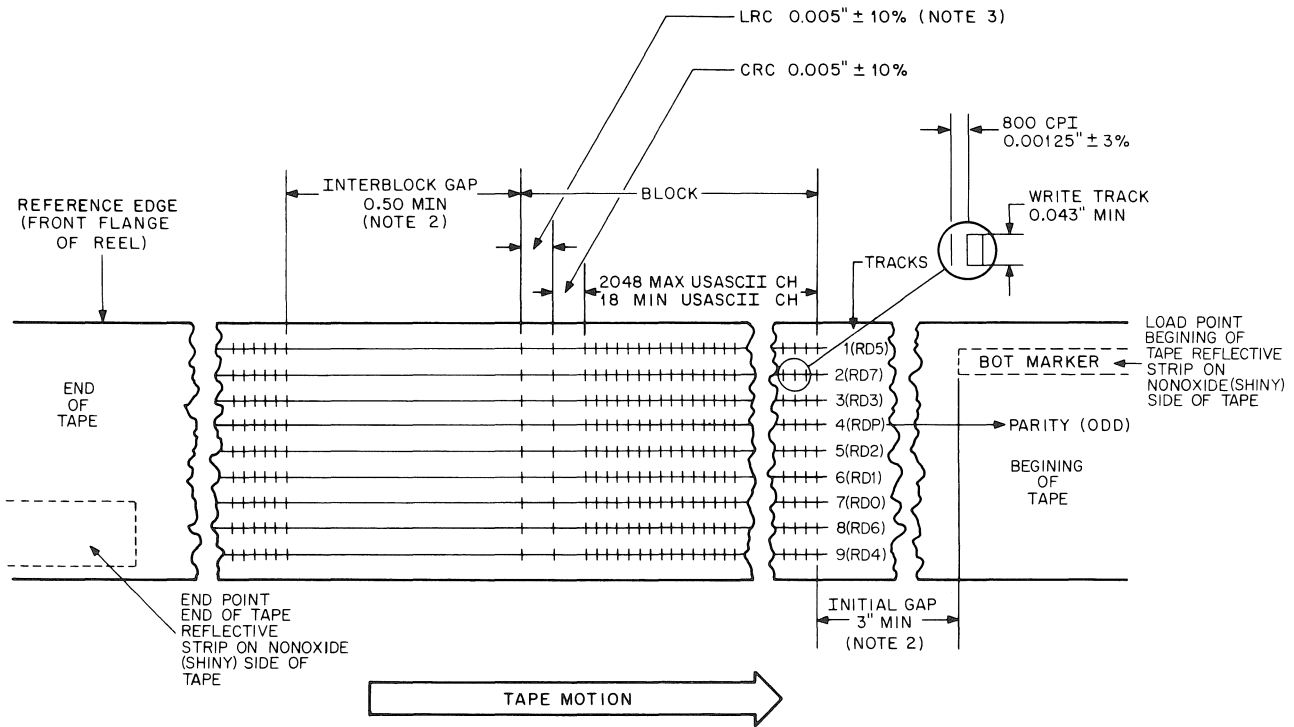 LRC 0.005" ± 10% (NOTE 3)
CRC 0.005" ± 10%
800 CPI
0.00125" ± 3%
INTERBLOCK GAP
0.50 MIN
(NOTE 2)
BLOCK
WRITE TRACK
0.043" MIN
REFERENCE EDGE
(FRONT FLANGE
OF REEL)
TRACKS
2048 MAX USASCII CH
18 MIN USASCII CH
LOAD POINT
BEGINING OF
TAPE REFLECTIVE
STRIP ON
NONOXIDE(SHINY)
SIDE OF TAPE
BOT MARKER
END
OF
TAPE
1(RD5)
2(RD7)
3(RD3)
4(RDP)
5(RD2)
6(RD1)
7(RD0)
8(RD6)
9(RD4)
PARITY (ODD)
BEGINING
OF
TAPE
END POINT
END OF TAPE
REFLECTIVE
STRIP ON NONOXIDE
(SHINY) SIDE OF
TAPE
INITIAL GAP
3" MIN
(NOTE 2)
TAPE MOTION